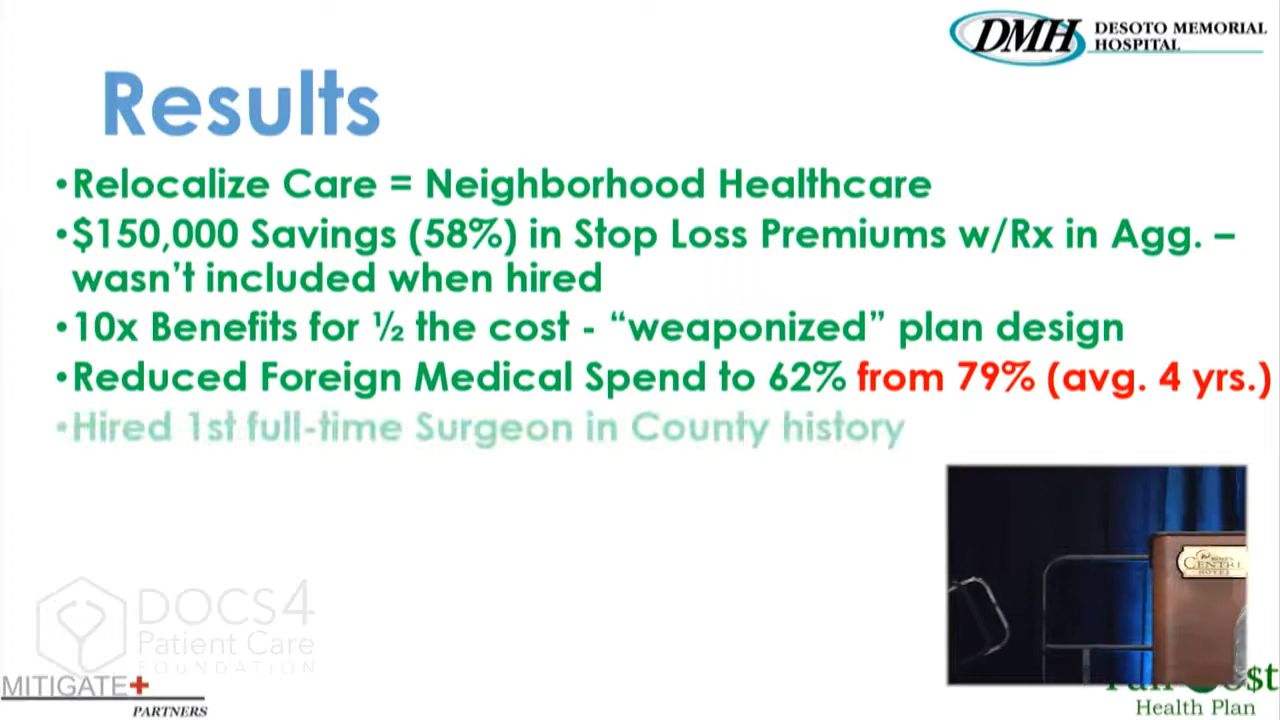 DMH DESOTO MEMORIAL
HOSPITAL
Results
•Relocalize Care = Neighborhood Healthcare
•$150,000 Savings (58%) in Stop Loss Premiums w/Rx in Agg. –
wasn't included when hired
•10x Benefits for ½ the cost - “weaponized” plan design
•Reduced Foreign Medical Spend to 62% from 79% (avg. 4 yrs.)
•Hired 1st full-time Surgeon in County history
CENTRE
HOTEL
DOCS4
Patient Care
FOUNDATION
MITIGATE+
PARTNERS
Health Plan